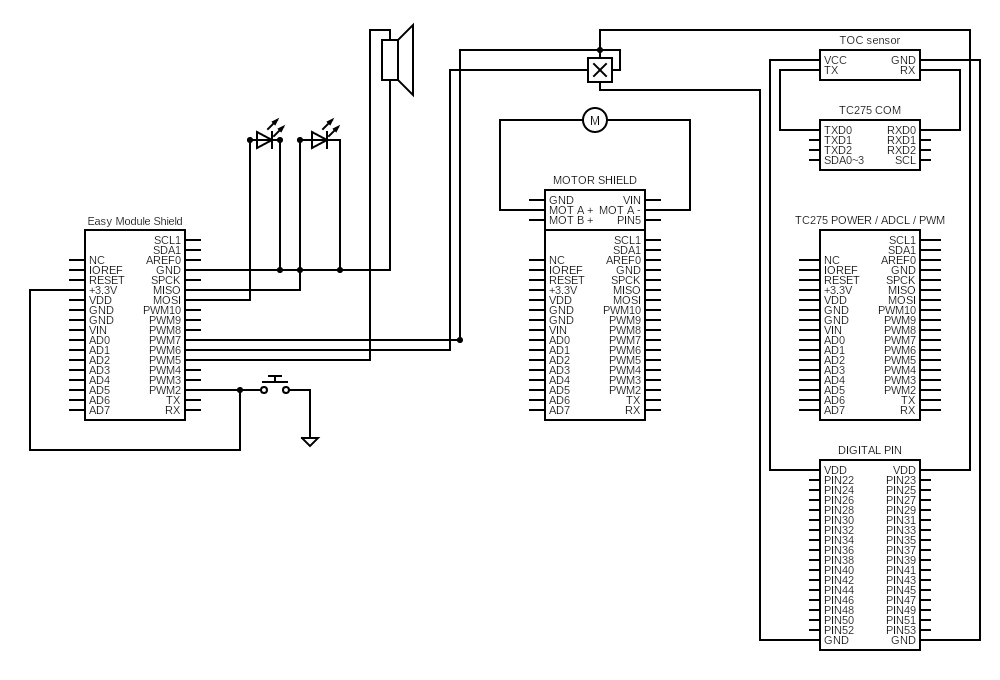 TOC sensor
VCC GND
TX RX
TC275 COM
TXD0 RXD0
TXD1 RXD1
TXD2 RXD2
SDA0~3 SCL
M
MOTOR SHIELD
GND VIN
MOT A + MOT A -
MOT B + PIN5
SCL1
SDA1
NC AREF0
IOREF GND
RESET SPCK
+3.3V MISO
VDD MOSI
GND PWM10
GND PWM9
VIN PWM8
AD0 PWM7
AD1 PWM6
AD2 PWM5
AD3 PWM4
AD4 PWM3
AD5 PWM2
AD6 TX
AD7 RX
Easy Module Shield
SCL1
SDA1
NC AREF0
IOREF GND
RESET SPCK
+3.3V MISO
VDD MOSI
GND PWM10
GND PWM9
VIN PWM8
AD0 PWM7
AD1 PWM6
AD2 PWM5
AD3 PWM4
AD4 PWM3
AD5 PWM2
AD6 TX
AD7 RX
TC275 POWER / ADCL / PWM
SCL1
SDA1
NC AREF0
IOREF GND
RESET SPCK
+3.3V MISO
VDD MOSI
GND PWM10
GND PWM9
VIN PWM8
AD0 PWM7
AD1 PWM6
AD2 PWM5
AD3 PWM4
AD4 PWM3
AD5 PWM2
AD6 TX
AD7 RX
DIGITAL PIN
VDD VDD
PIN22 PIN23
PIN24 PIN25
PIN26 PIN27
PIN28 PIN29
PIN30 PIN31
PIN32 PIN33
PIN34 PIN35
PIN36 PIN37
PIN38 PIN39
PIN40 PIN41
PIN42 PIN43
PIN44 PIN45
PIN46 PIN47
PIN48 PIN49
PIN50 PIN51
PIN52 PIN53
GND GND